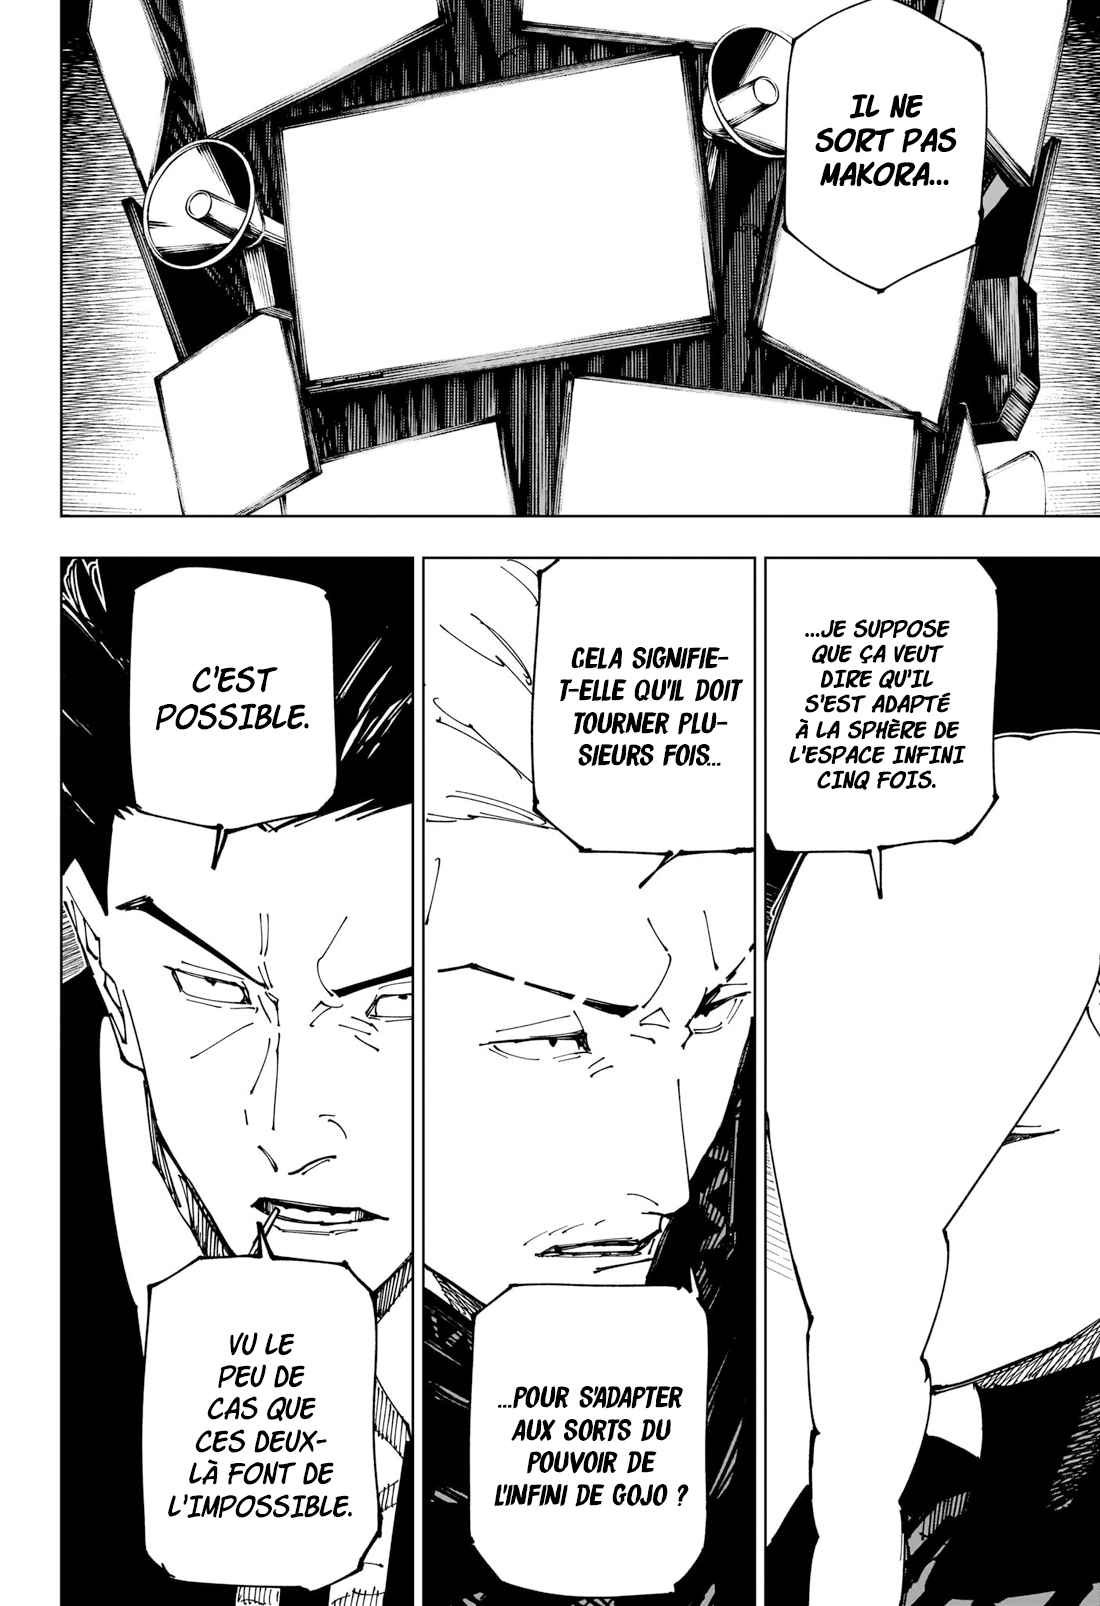 IL NE
SORT PAS
MAKORA...
...JE SUPPOSE
QUE ÇA VEUT
DIRE QU'IL
S'EST ADAPTÉ
À LA SPHÈRE DE
L'ESPACE INFINI
CINQ FOIS.
CELA SIGNIFIE-
T-ELLE QU'IL DOIT
TOURNER PLU-
SIEURS FOIS...
...POUR S'ADAPTER
AUX SORTS DU
POUVOIR DE
L'INFINI DE GOJO ?
C'EST
POSSIBLE.
VU LE
PEU DE
CAS QUE
CES DEUX-
LÀ FONT DE
L'IMPOSSIBLE.